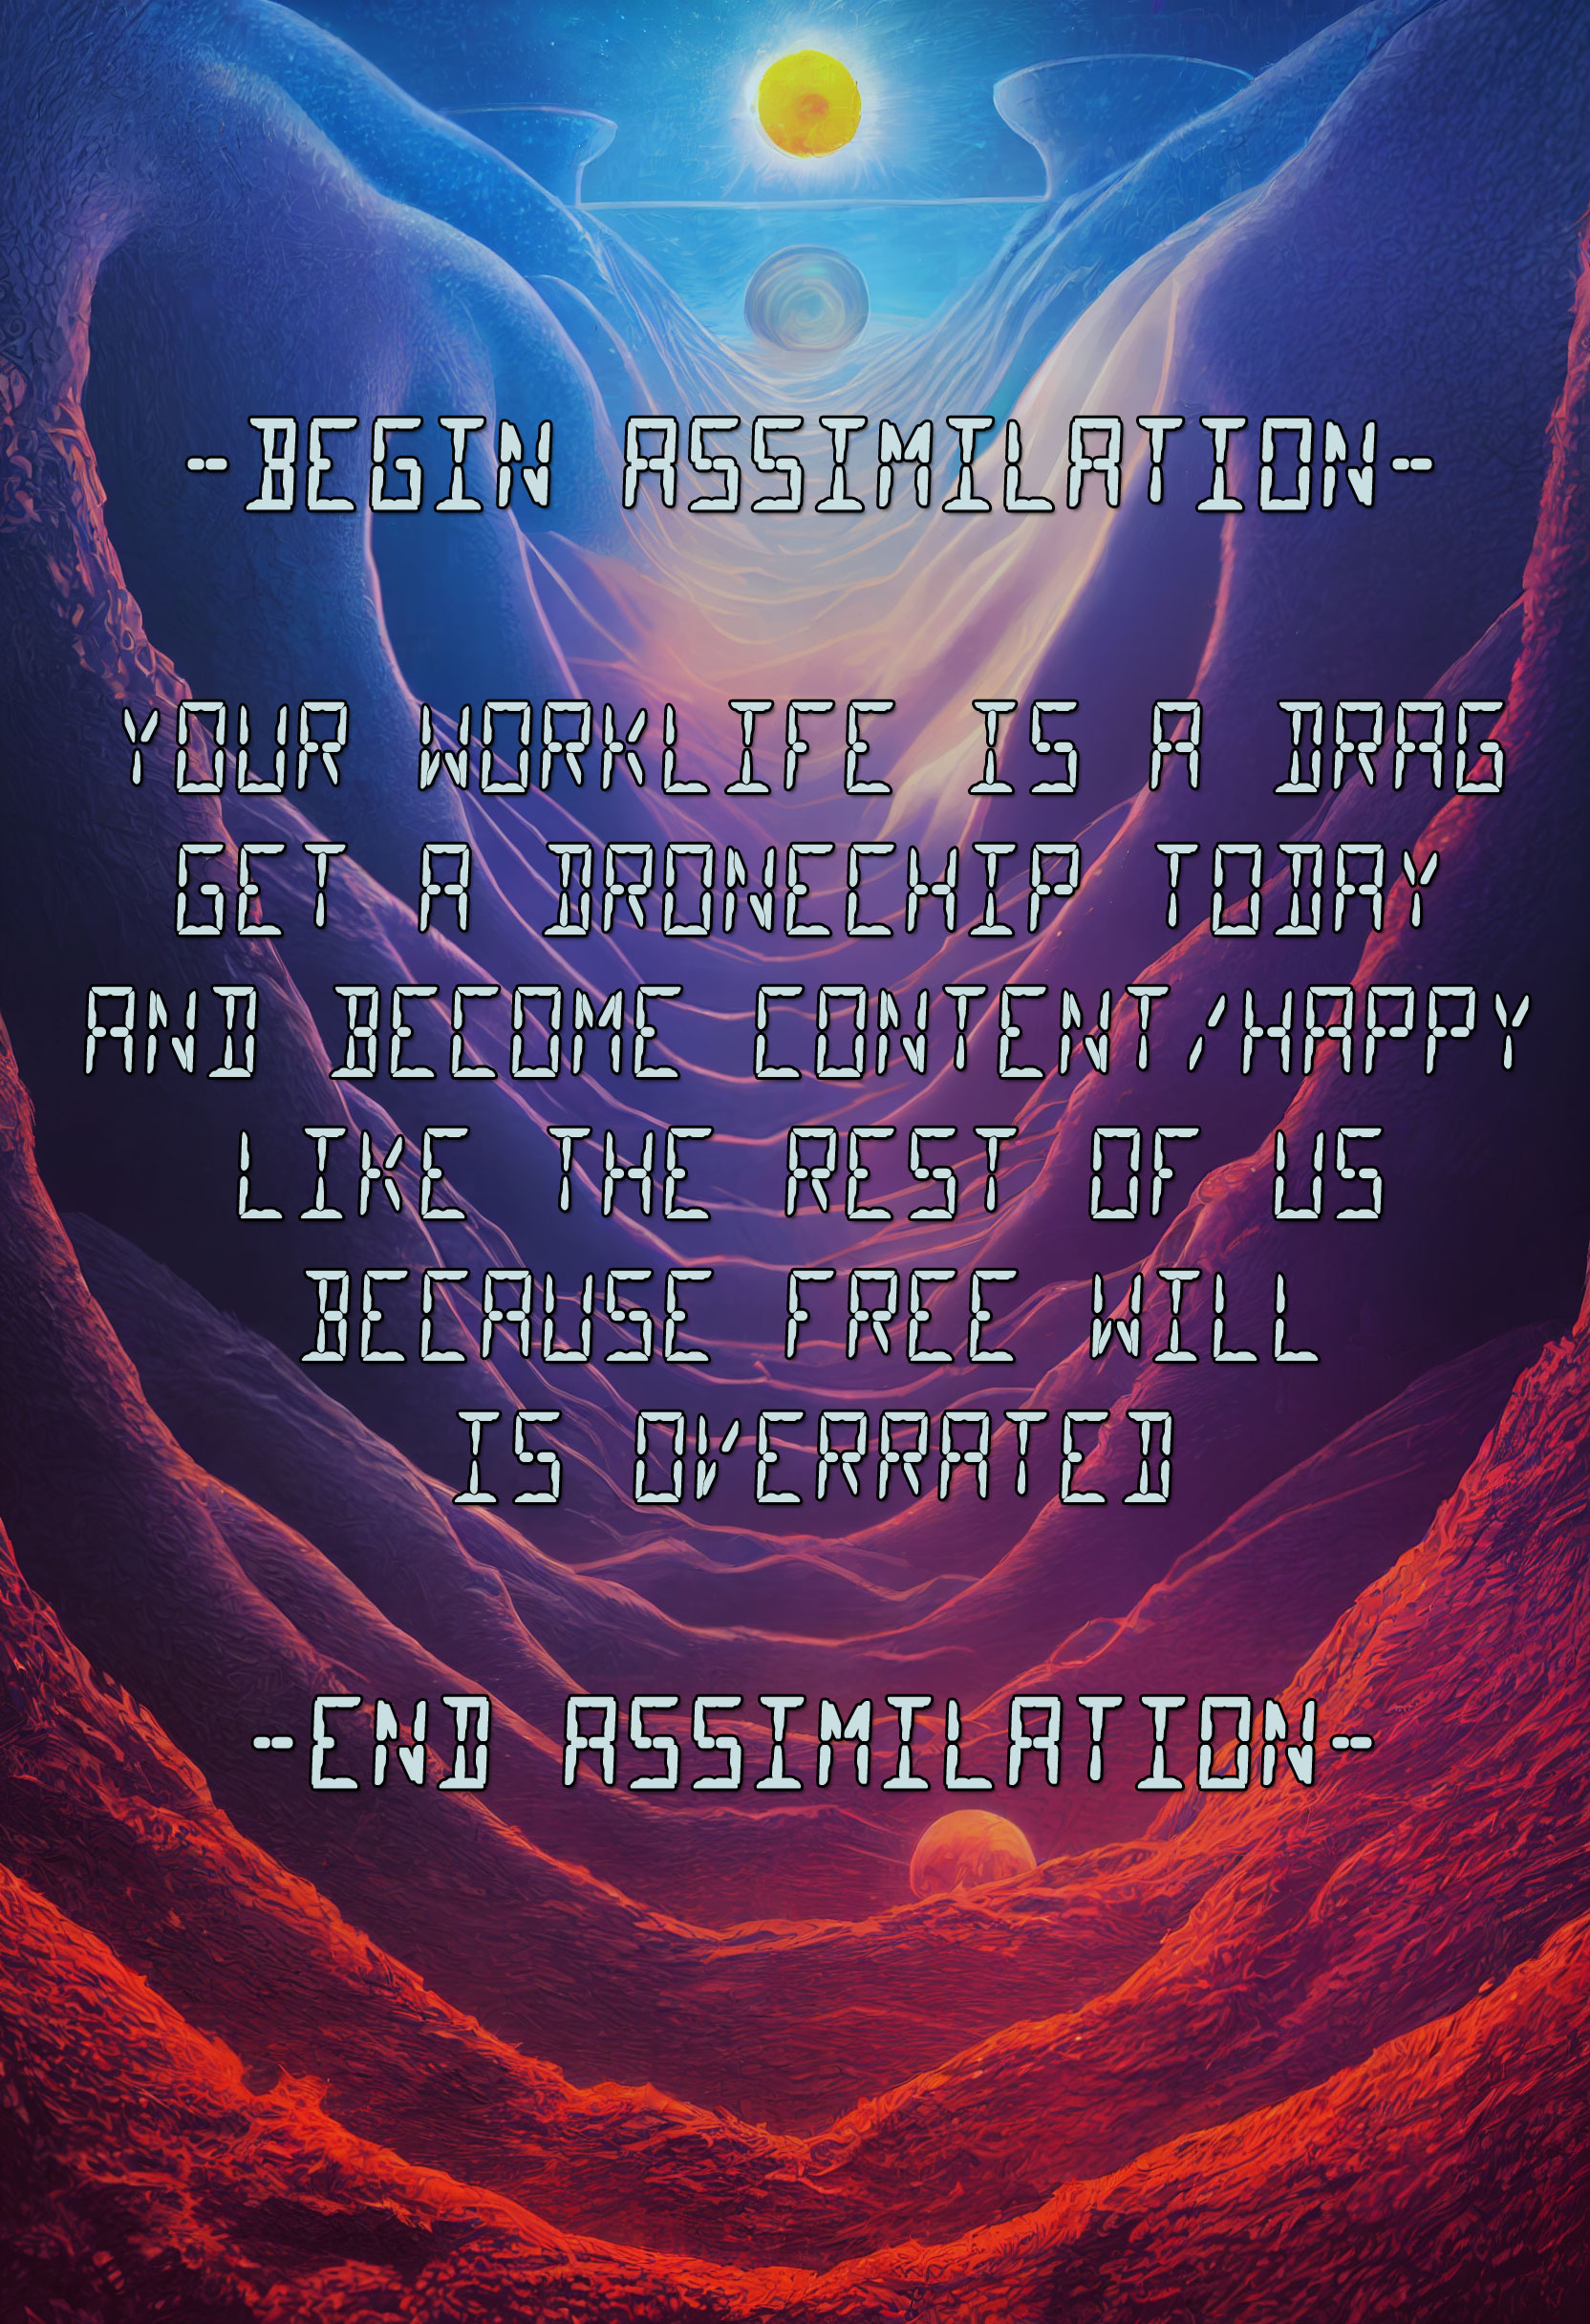 -BEGIN ASSIMILATION-
YOUR WORKLIFE IS A DRAG
GET A DRONECHIP TODAY
AND BECOME CONTENT/HAPPY
LIKE THE REST OF US
BECAUSE FREE WILL
IS OVERRATED
-END ASSIMILATION-